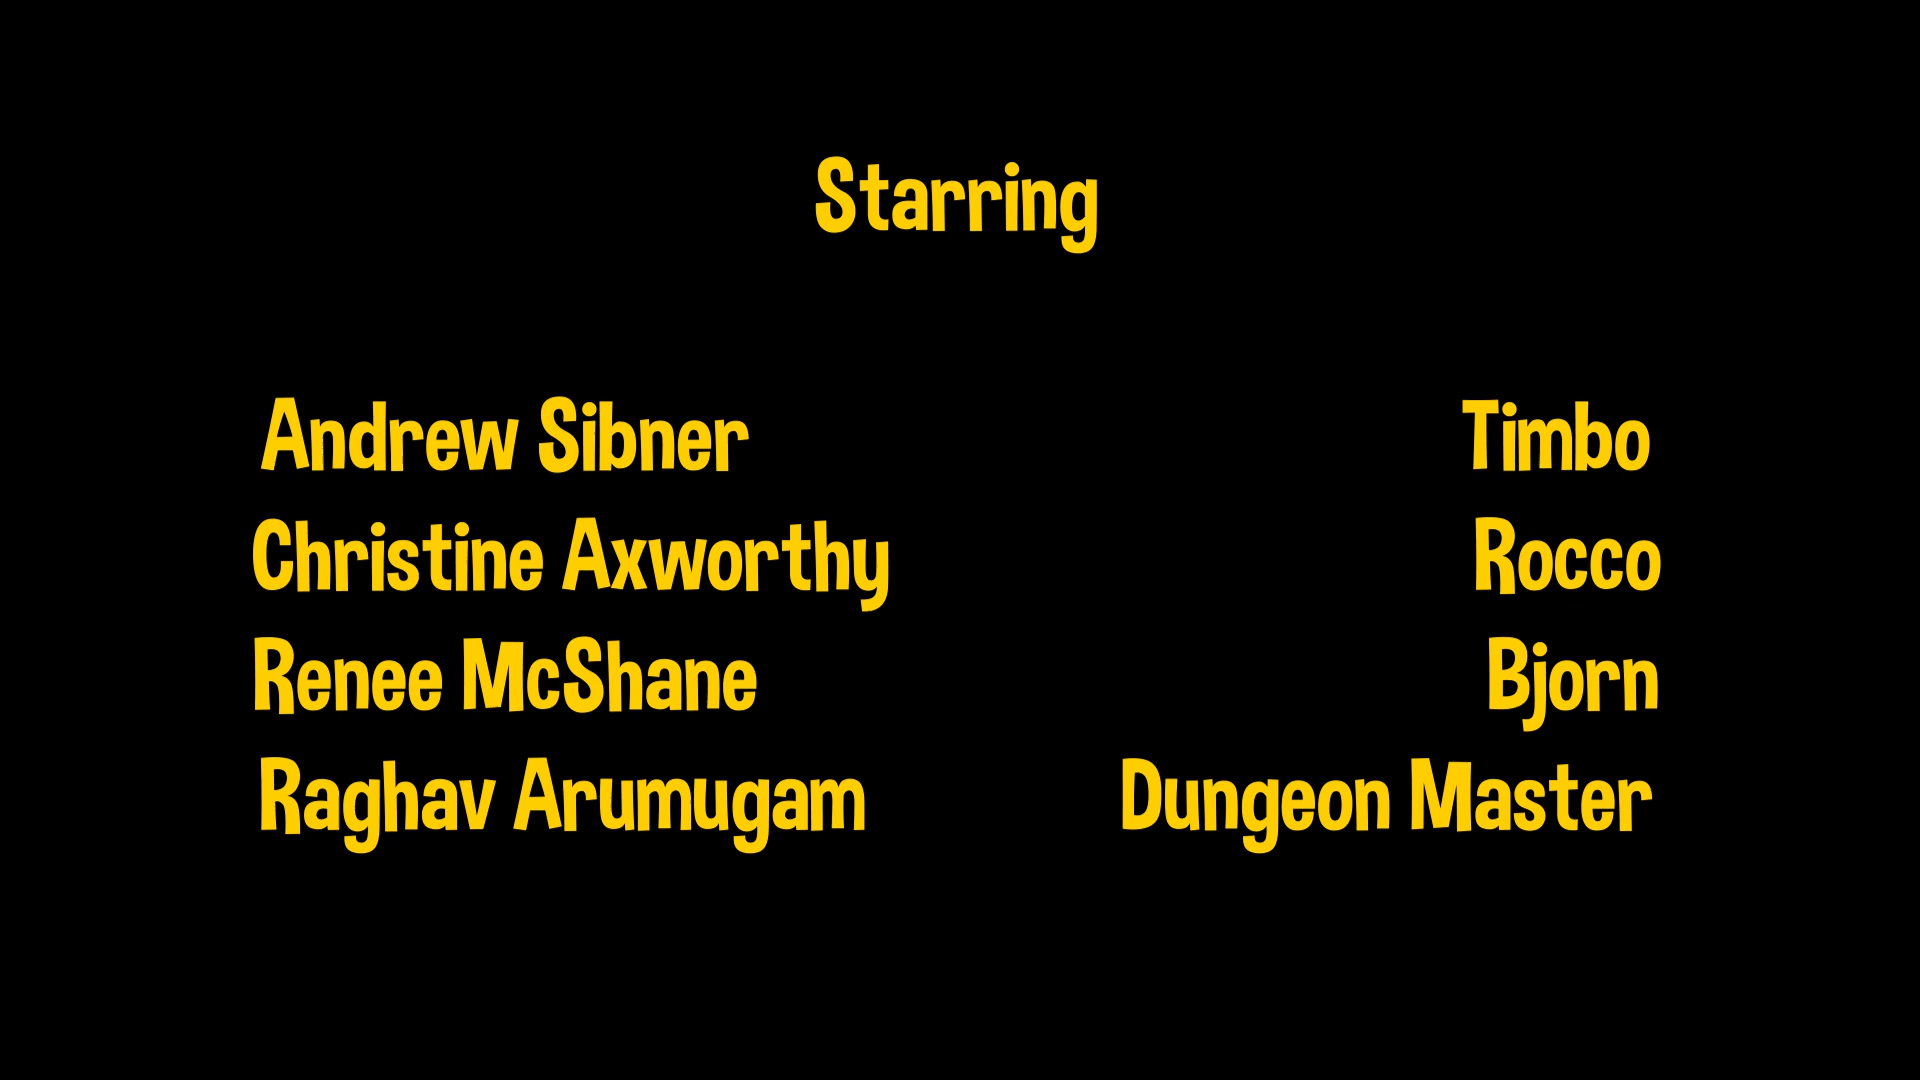 Starring
Andrew Sibner Timbo
Christine Axworthy Rocco
Renee McShane Bjorn
Raghav Arumugam Dungeon Master